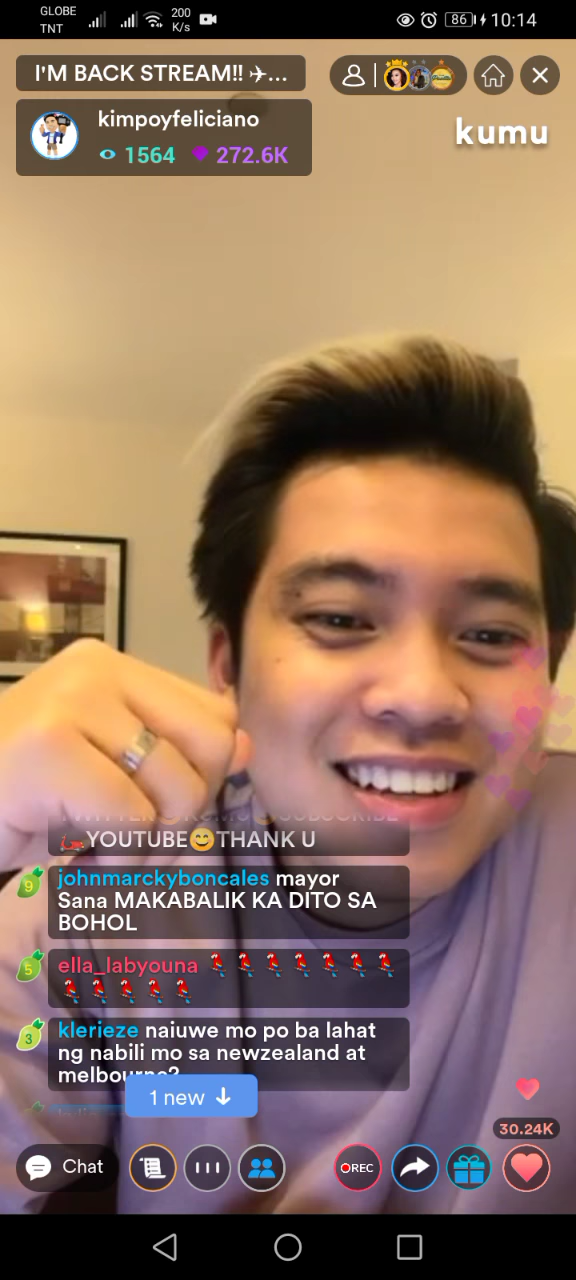 GLOBE
TNT
200
K/s
86
10:14
I'M BACK STREAM!! ✈...
kimpoyfeliciano
1564 272.6K
kumu
YOUTUBE😊THANK U
9
johnmarckyboncales mayor
Sana MAKABALIK KA DITO SA
BOHOL
5
ella_labyouna
3
klerieze naiuwe mo po ba lahat
ng nabili mo sa newzealand at
melbourne?
1 new ↓
30.24K
Chat
REC